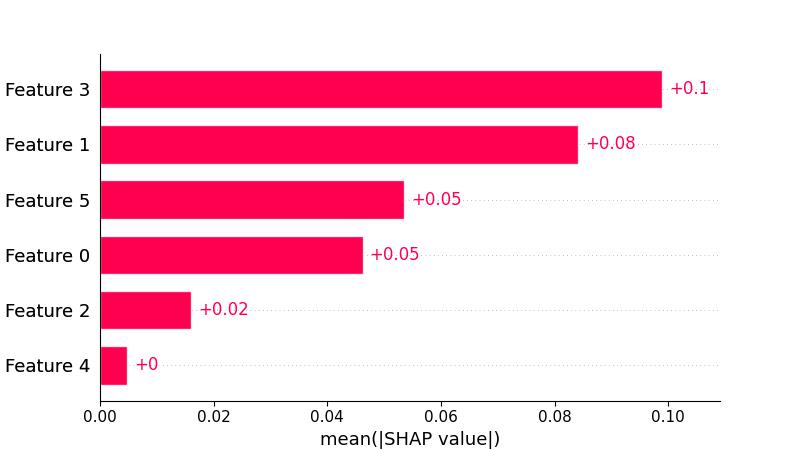 Feature 3 +0.1
Feature 1 +0.08
Feature 5 +0.05
Feature 0 +0.05
Feature 2 +0.02
Feature 4 +0
0.00 0.02 0.04 0.06 0.08 0.10
mean(|SHAP value|)